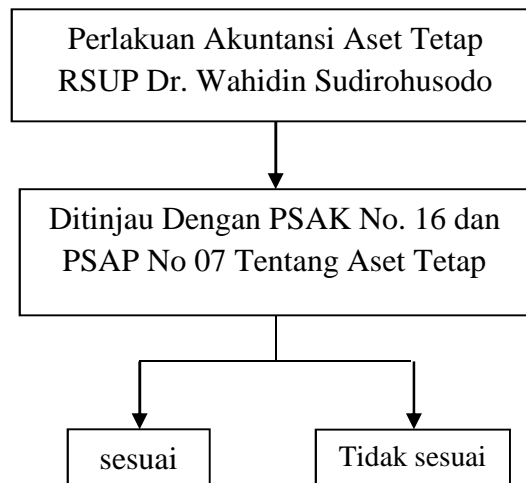 Perlakuan Akuntansi Aset Tetap
RSUP Dr. Wahidin Sudirohusodo
Ditinjau Dengan PSAK No. 16 dan
PSAP No 07 Tentang Aset Tetap
sesuai
Tidak sesuai